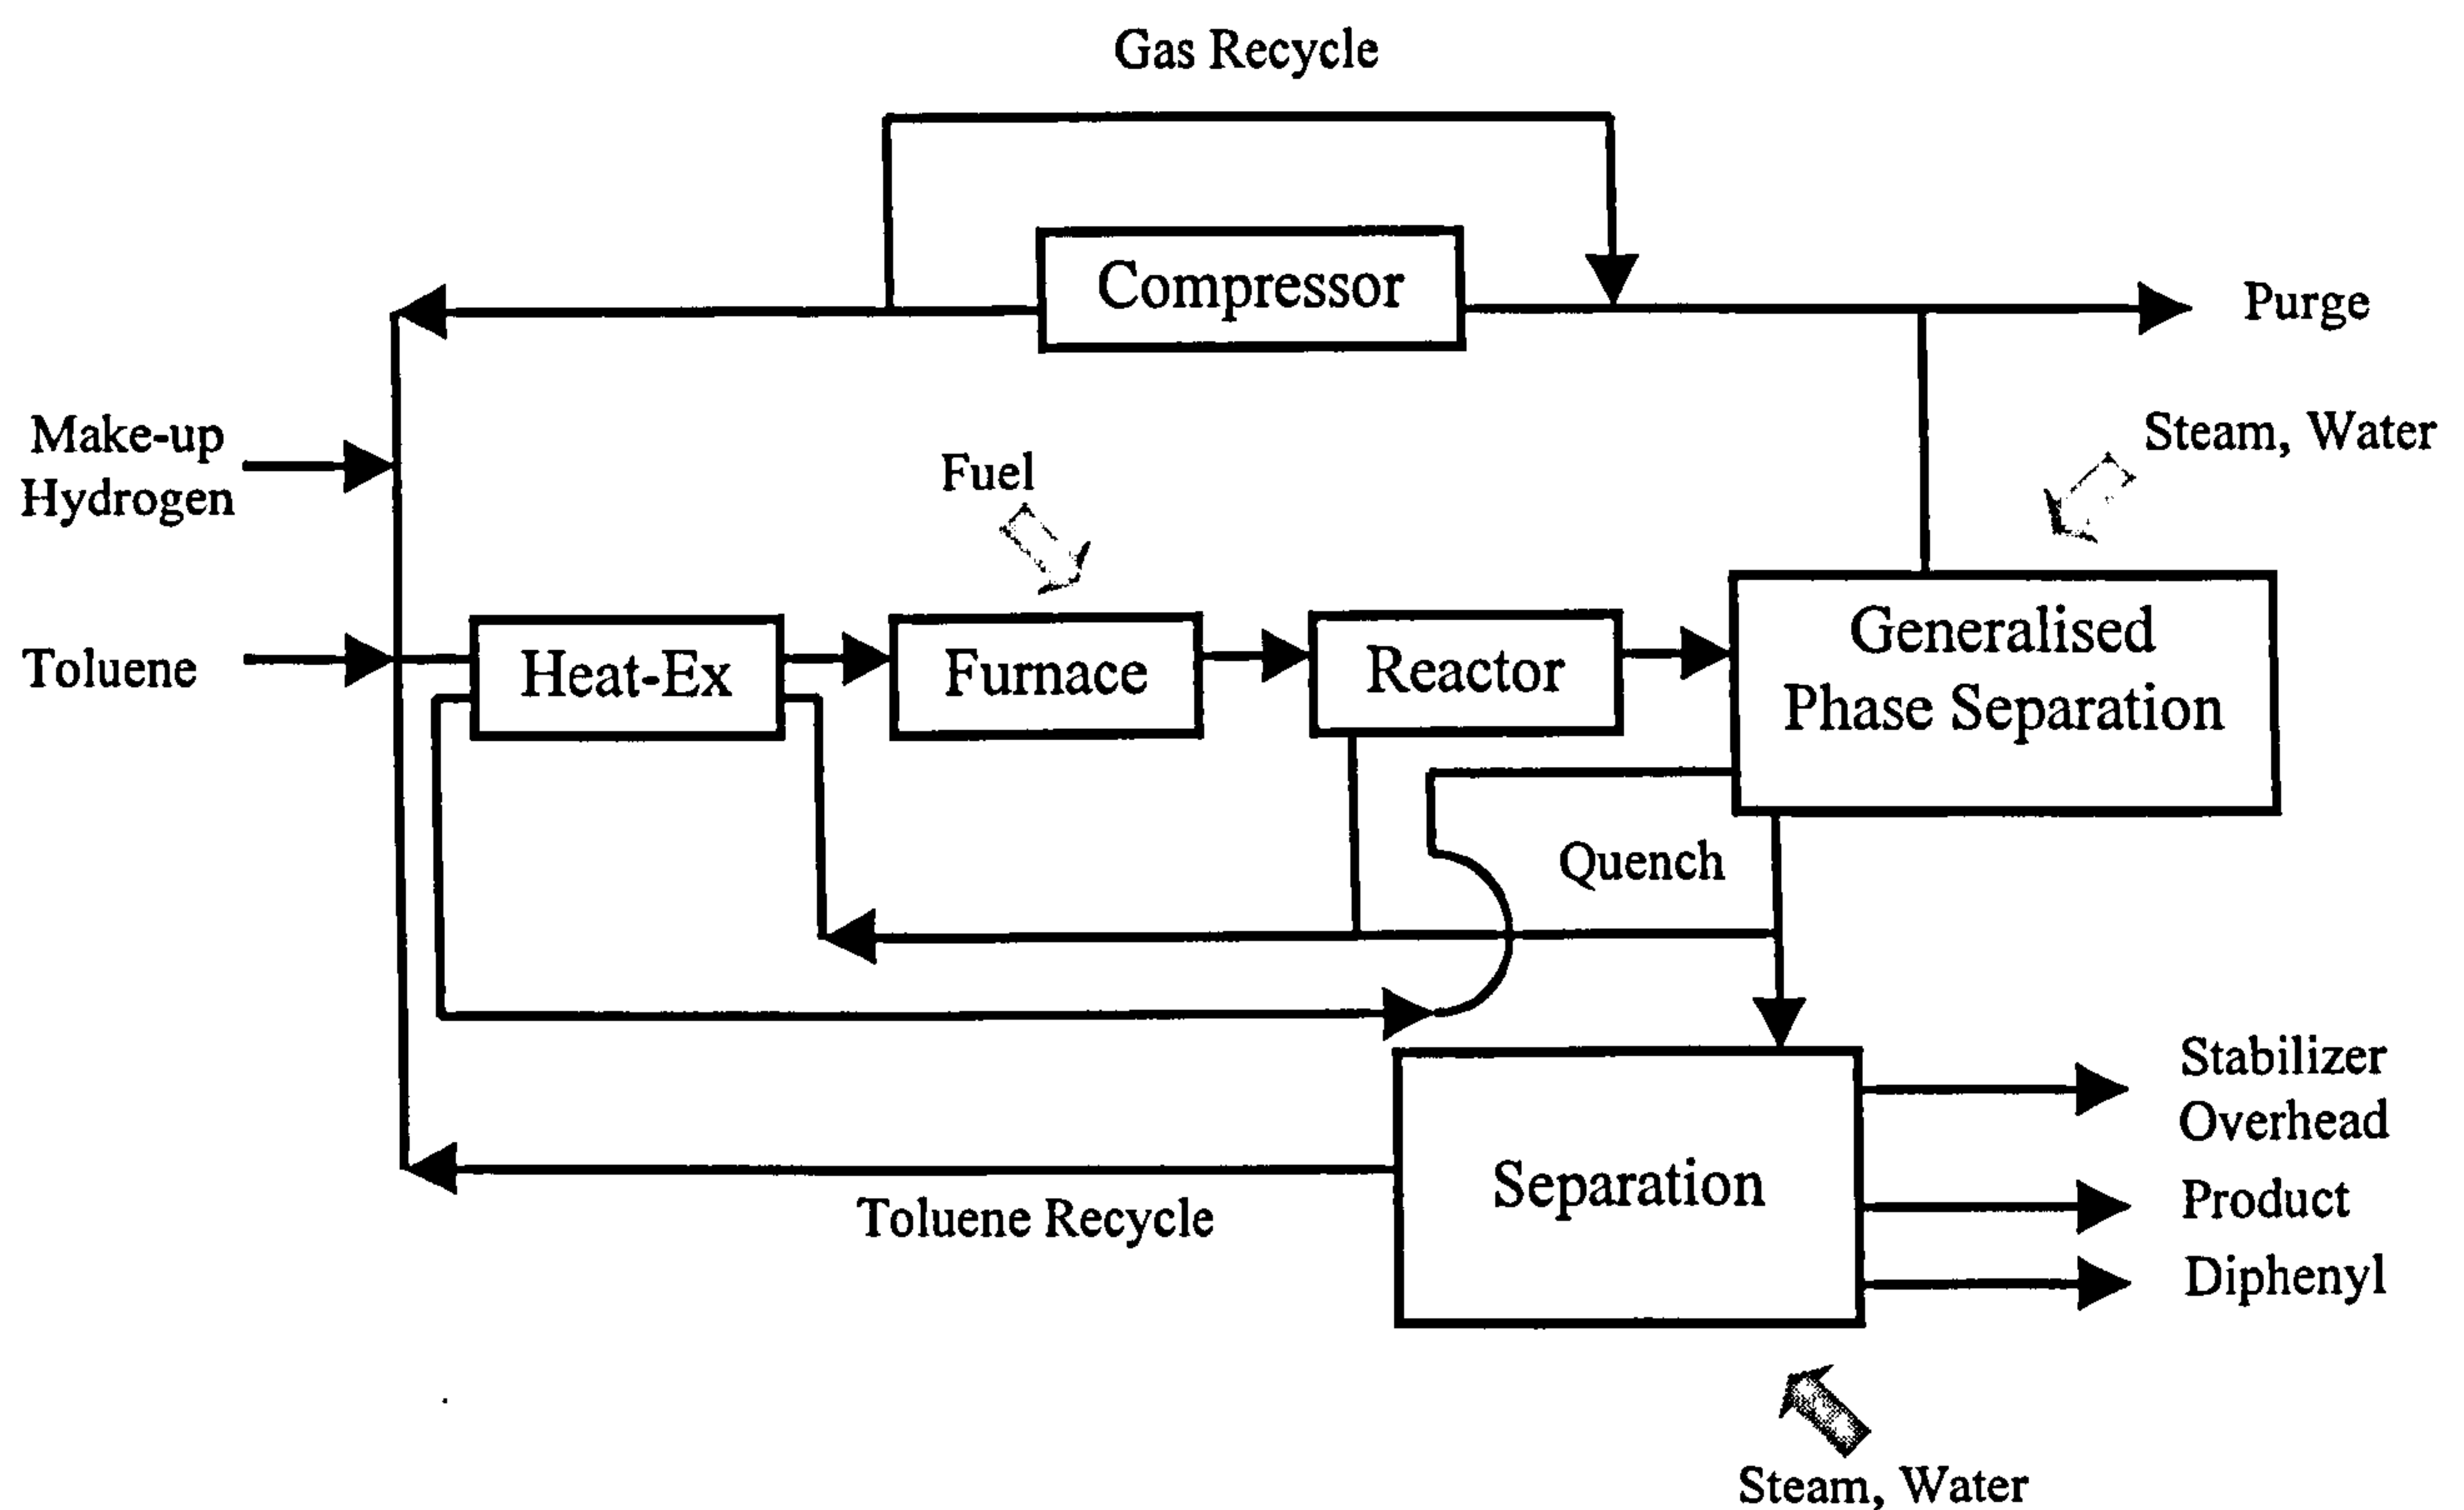 Gas Recycle
Compressor
Purge
Make-up
Hydrogen
Fuel
Steam, Water
Toluene
Heat-Ex
Furnace
Reactor
Generalised
Phase Separation
Quench
Stabilizer
Overhead
Separation
Product
Toluene Recycle
Diphenyl
Steam, Water